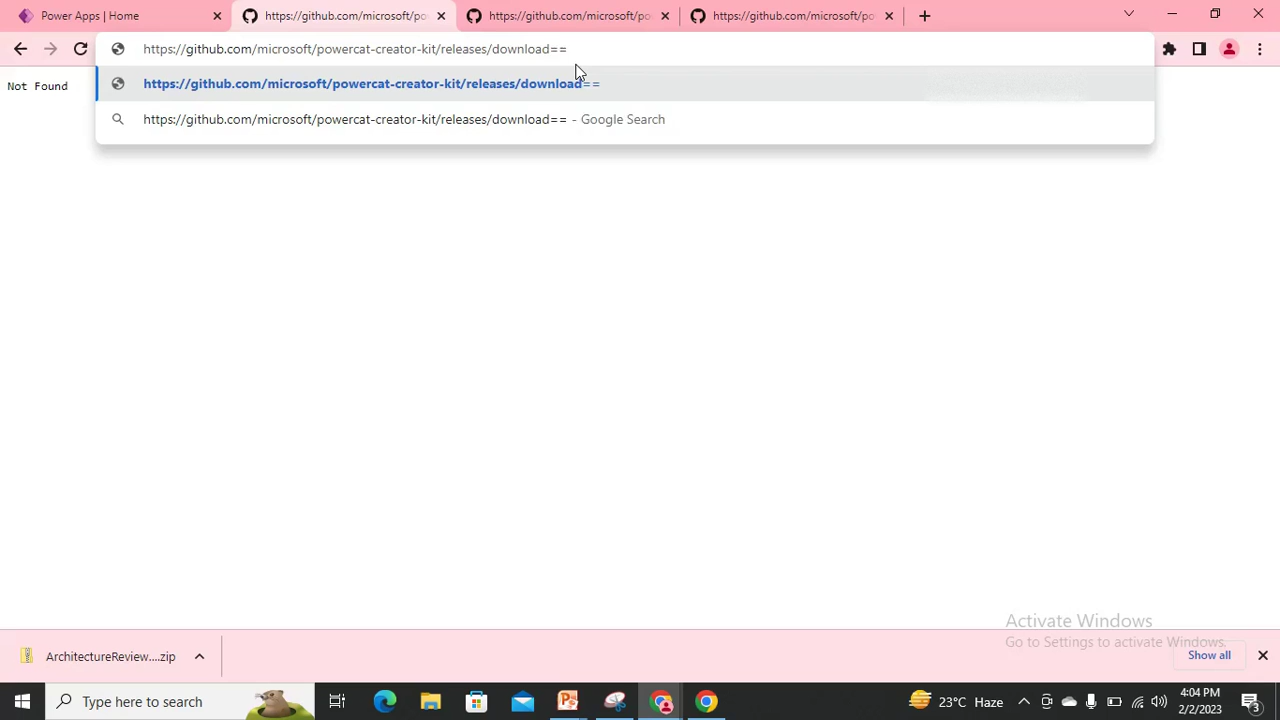 Power Apps | Home
https://github.com/microsoft/po
https://github.com/microsoft/po
https://github.com/microsoft/po
https://github.com/microsoft/powercat-creator-kit/releases/download==
https://github.com/microsoft/powercat-creator-kit/releases/download==
https://github.com/microsoft/powercat-creator-kit/releases/download== - Google Search
Not Found
Activate Windows
Go to Settings to activate Windows.
ArchitectureReview....zip
Show all
Type here to search
23°C Haze
4:04 PM
2/2/2023
3